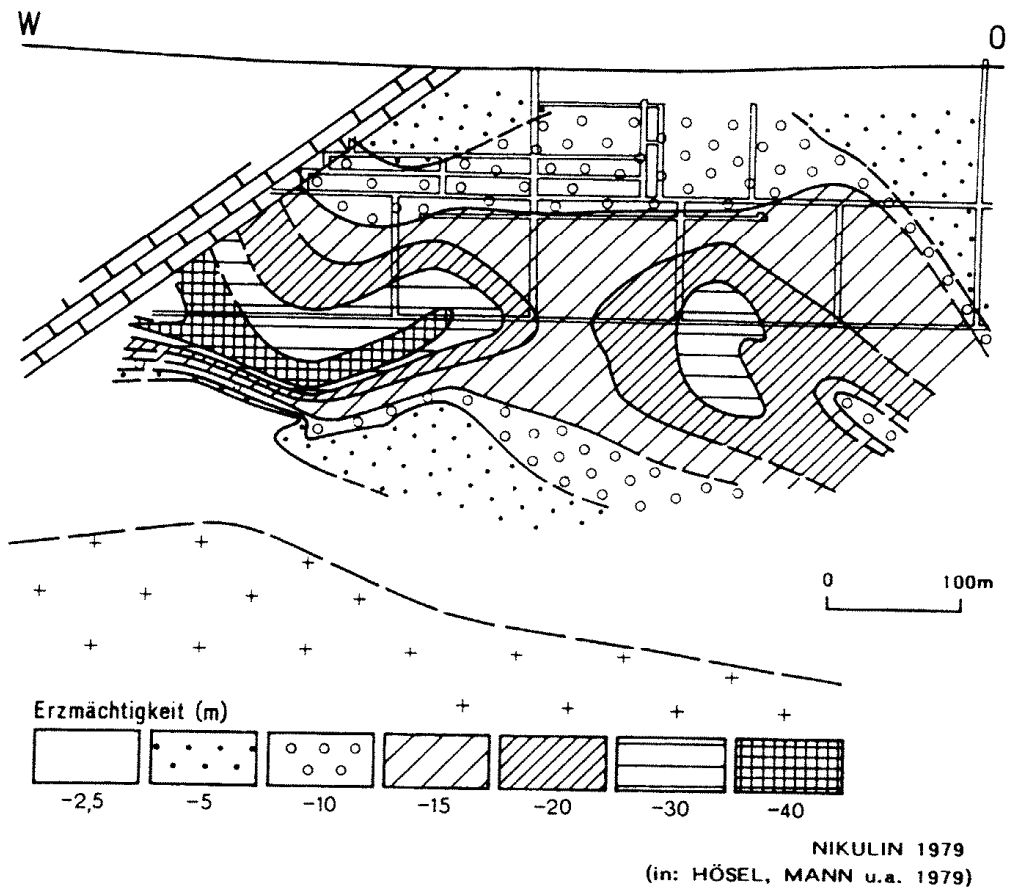 W O
0 100m
Erzmächtigkeit (m)
-2,5 -5 -10 -15 -20 -30 -40
NIKULIN 1979
(in: HÖSEL, MANN u.a. 1979)